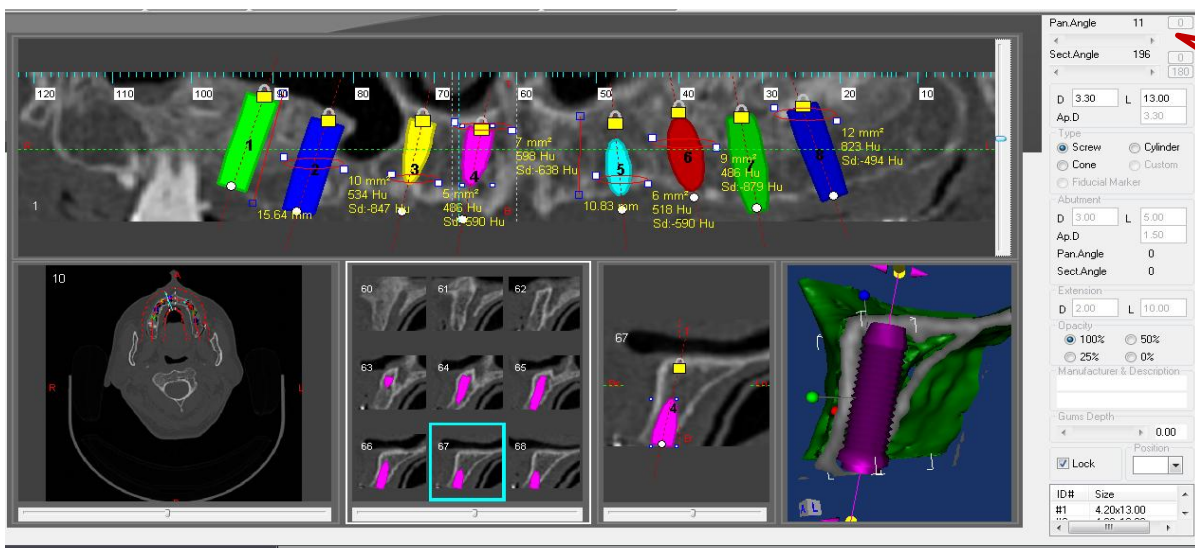 Pan.Angle 11 0
Sect.Angle 196 0
180
D 3.30 L 13.00
Ap.D 3.30
Type
Screw Cylinder
Cone Custom
Fiducial Marker
Abutment
D 3.00 L 5.00
Ap.D 1.50
Pan.Angle 0
Sect.Angle 0
Extension
D 2.00 L 10.00
Opacity
100% 50%
25% 0%
Manufacturer & Description
Gums Depth
0.00
Position
Lock
ID# Size
#1 4.20x13.00
120 110 100 90 80 70 60 50 40 30 20 10
1 2 3 4 5 6 8
15.64 mm
10 mm²
534 Hu
Sd:-847 Hu
5 mm²
486 Hu
Sd:-590 Hu
7 mm²
598 Hu
Sd:-638 Hu
10.83 mm
6 mm²
518 Hu
Sd:-590 Hu
9 mm²
486 Hu
Sd:-879 Hu
12 mm²
823 Hu
Sd:-494 Hu
1
10
R L
60 61 62
63 64 65
66 67 68
67
4
L